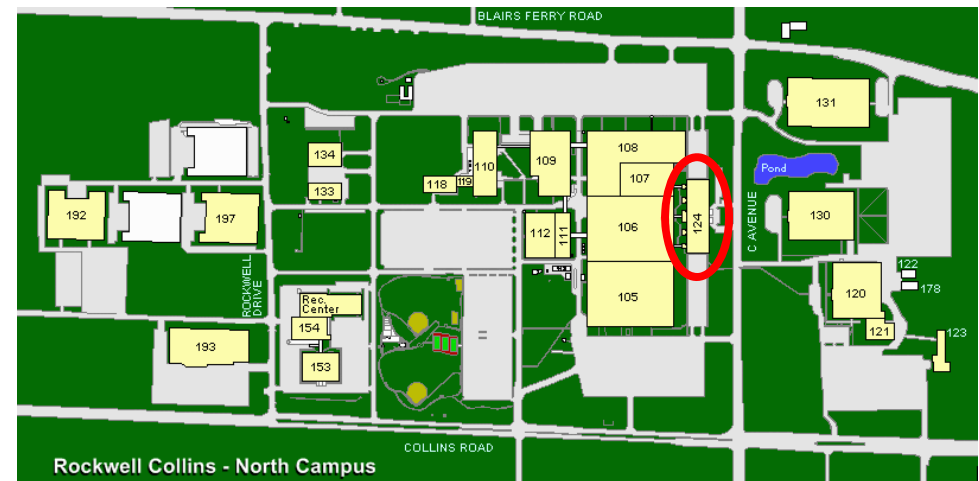 BLAIRS FERRY ROAD
131
108
134
109
110
107
Pond
118
119
133
192
197
124
130
C AVENUE
106
112
111
122
178
ROCKWELL
DRIVE
105
120
Rec.
Center
154
121
123
193
153
COLLINS ROAD
Rockwell Collins - North Campus